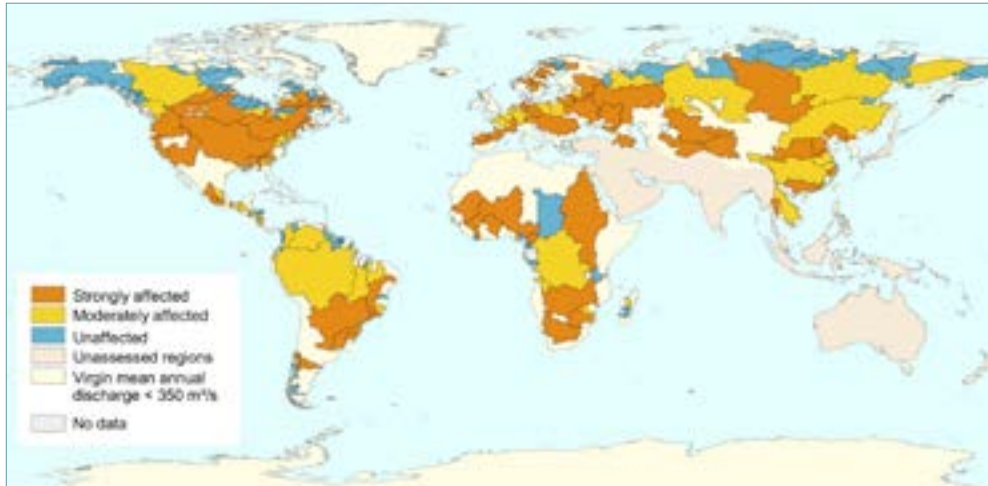 Strongly affected
Moderately affected
Unaffected
Unassessed regions
Virgin mean annual
discharge < 350 m³/s
No data